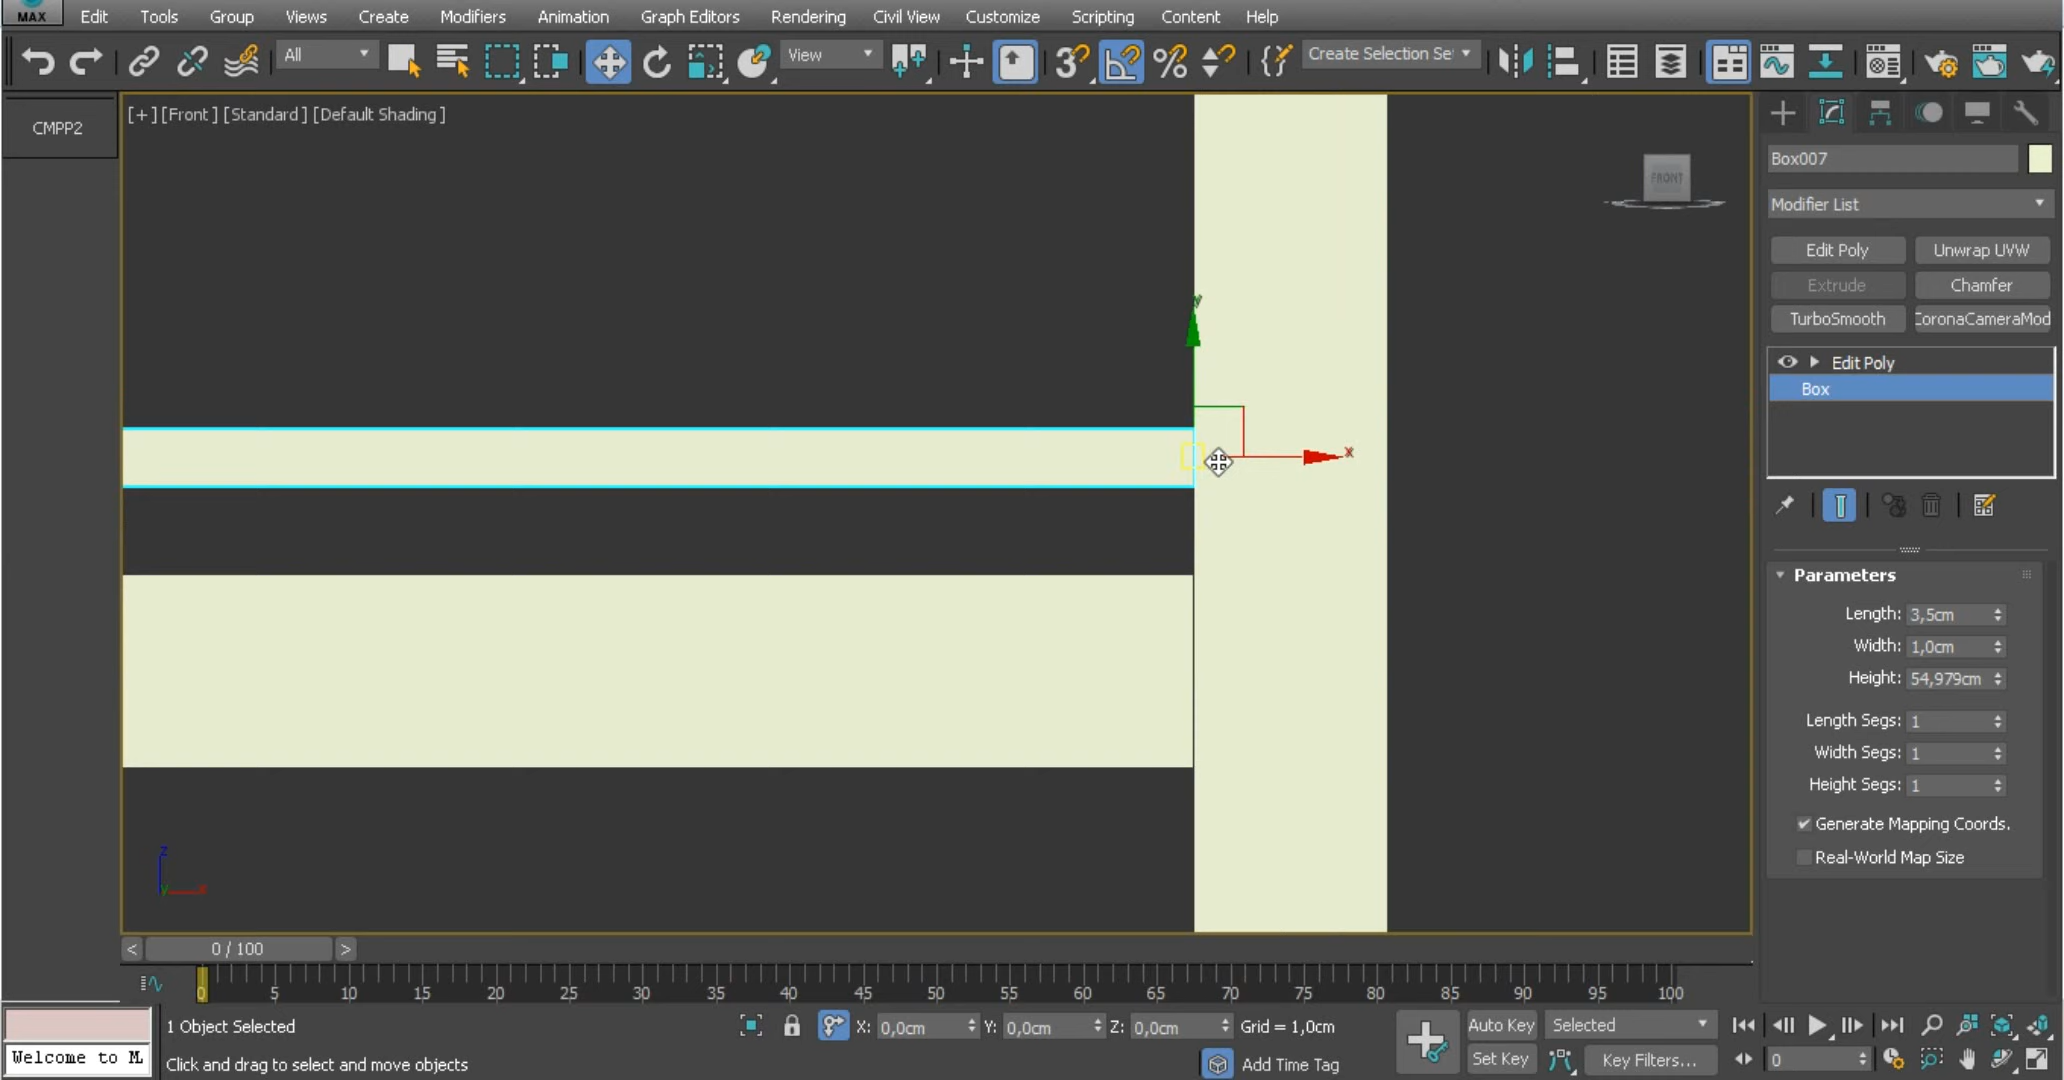 MAX Edit Tools Group Views Create Modifiers Animation Graph Editors Rendering Civil View Customize Scripting Content Help
All View 3 Create Selection Se
CMPP2
[+] [Front] [Standard] [Default Shading]
FRONT
Box007
Modifier List
Edit Poly Unwrap UVW
Extrude Chamfer
TurboSmooth CoronaCameraMod
Edit Poly
Box
y
x
Parameters
Length: 3,5cm
Width: 1,0cm
Height: 54,979cm
Length Segs: 1
Width Segs: 1
Height Segs: 1
Generate Mapping Coords.
Real-World Map Size
z
y x
< 0 / 100 >
0 5 10 15 20 25 30 35 40 45 50 55 60 65 70 75 80 85 90 95 100
1 Object Selected X: 0,0cm Y: 0,0cm Z: 0,0cm Grid = 1,0cm Auto Key Selected
Welcome to M Click and drag to select and move objects Add Time Tag Set Key Key Filters... 0